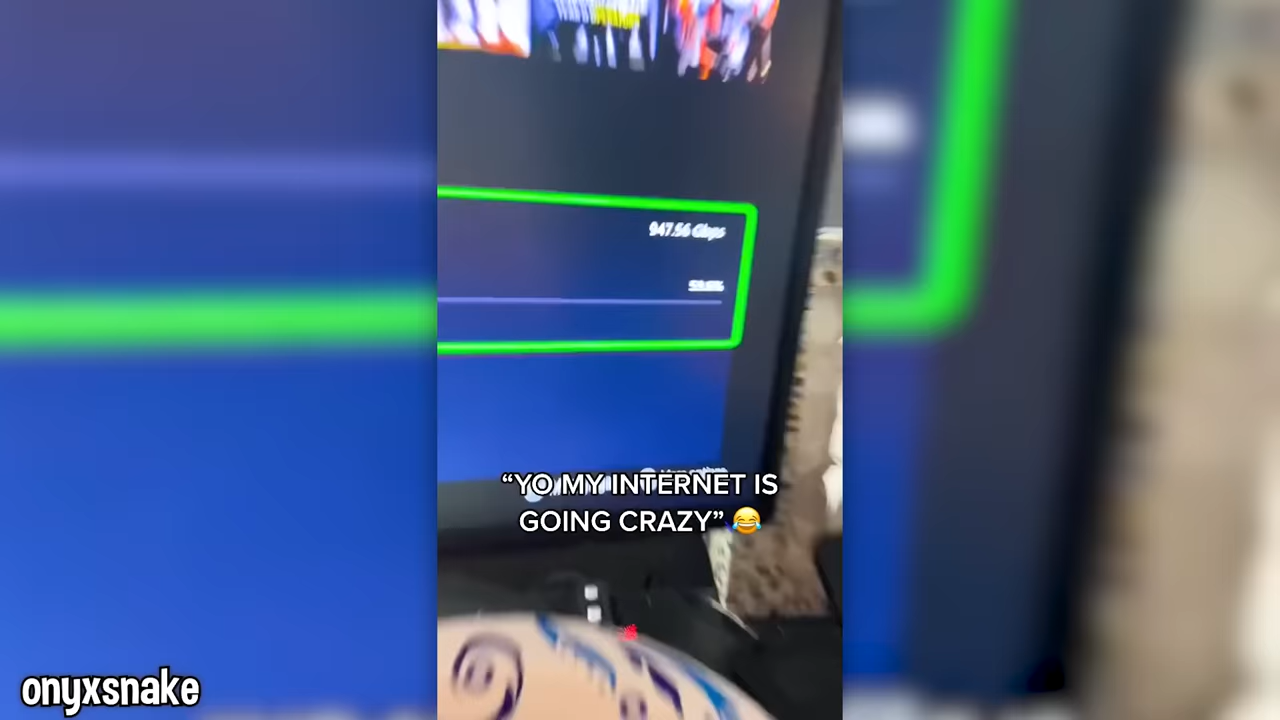 947.56 Gbps
“YO MY INTERNET IS
GOING CRAZY” 😂
onyxsnake